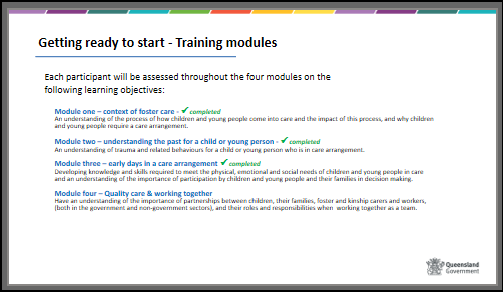 Getting ready to start - Training modules
Each participant will be assessed throughout the four modules on the
following learning objectives:
Module one – context of foster care - ✓ completed
An understanding of the process of how children and young people come into care and the impact of this process, and why children
and young people require a care arrangement.
Module two – understanding the past for a child or young person - ✓ completed
An understanding of trauma and related behaviours for a child or young person who is in care arrangement.
Module three – early days in a care arrangement ✓ completed
Developing knowledge and skills required to meet the physical, emotional and social needs of children and young people in care
and an understanding of the importance of participation by children and young people and their families in decision making.
Module four – Quality care & working together
Have an understanding of the importance of partnerships between children, their families, foster and kinship carers and workers,
(both in the government and non-government sectors), and their roles and responsibilities when working together as a team.
Queensland
Government